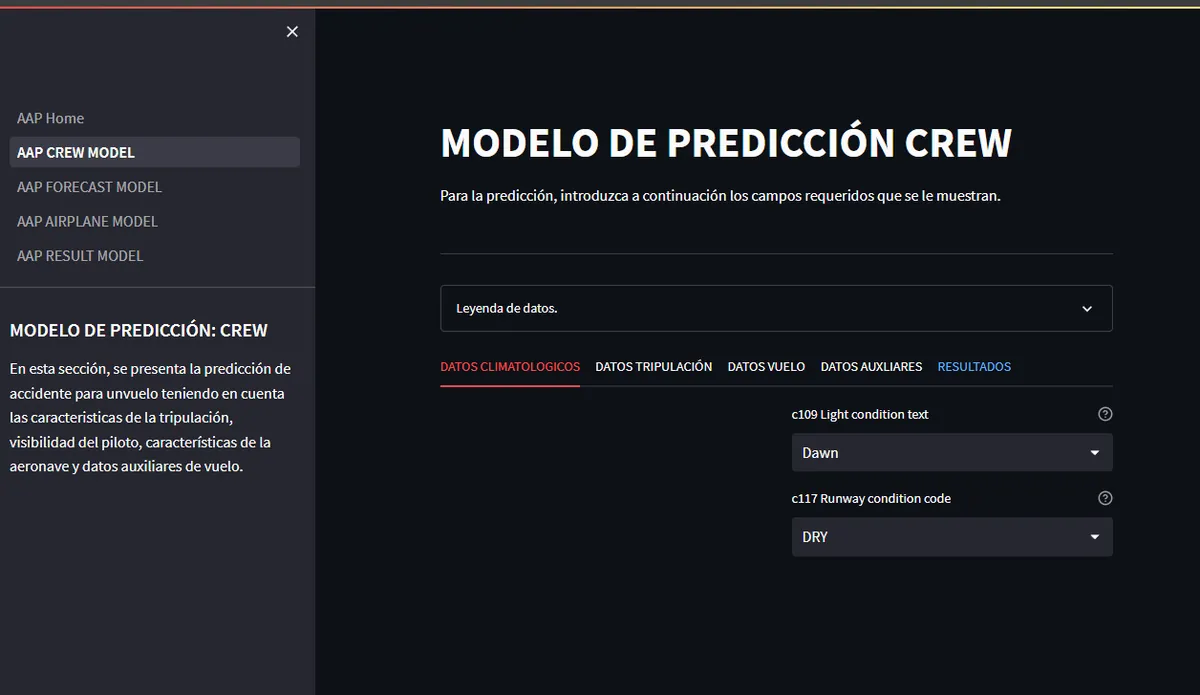 AAP Home
AAP CREW MODEL
AAP FORECAST MODEL
AAP AIRPLANE MODEL
AAP RESULT MODEL
MODELO DE PREDICCIÓN: CREW
En esta sección, se presenta la predicción de
accidente para unvuelo teniendo en cuenta
las caracteristicas de la tripulación,
visibilidad del piloto, características de la
aeronave y datos auxiliares de vuelo.
MODELO DE PREDICCIÓN CREW
Para la predicción, introduzca a continuación los campos requeridos que se le muestran.
Leyenda de datos.
DATOS CLIMATOLOGICOS DATOS TRIPULACIÓN DATOS VUELO DATOS AUXLIARES RESULTADOS
c109 Light condition text
Dawn
c117 Runway condition code
DRY